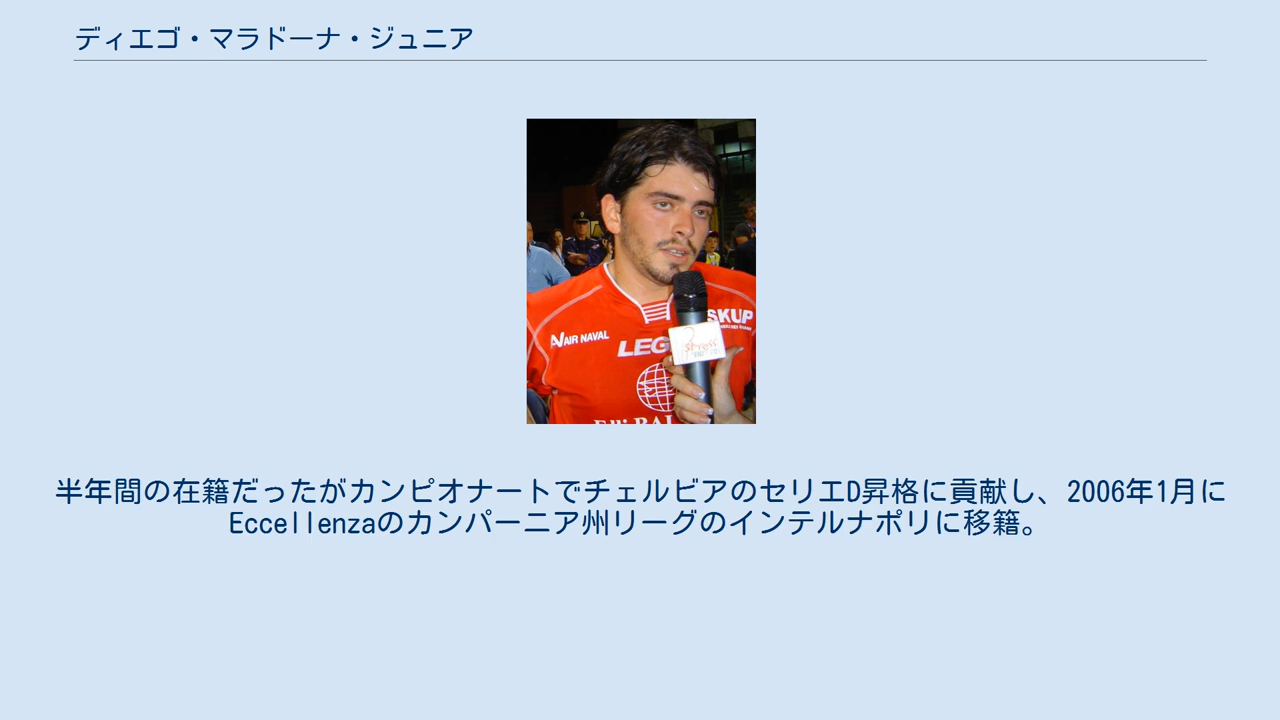 ディエゴ・マラドーナ・ジュニア
AIR NAVAL
LEG
SKUP
半年間の在籍だったがカンピオナートでチェルビアのセリエD昇格に貢献し、2006年1月に
Eccellenzaのカンパーニア州リーグのインテルナポリに移籍。